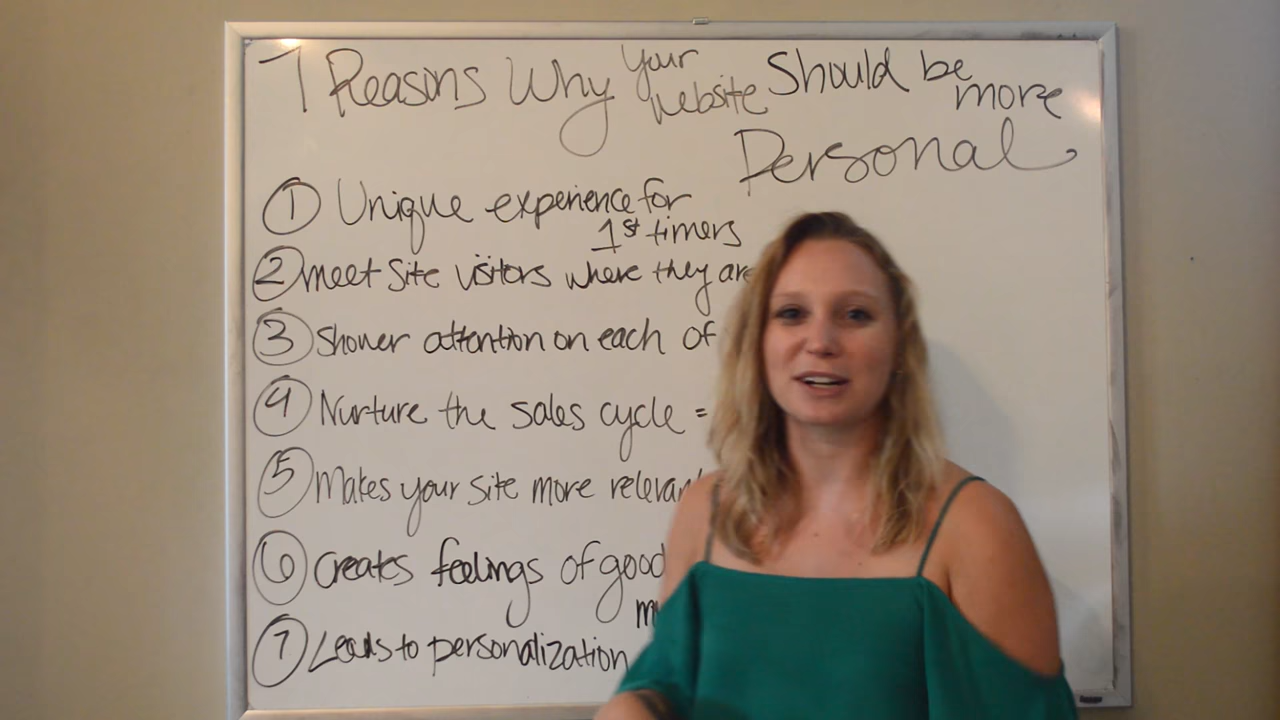 7 Reasons Why your website Should be more
Personal
① Unique experience for
1st timers
② meet site visitors where they are
③ Shower attention on each of
④ Nurture the sales cycle =
⑤ Makes your site more relevant
⑥ Creates feelings of good
⑦ Leads to personalization